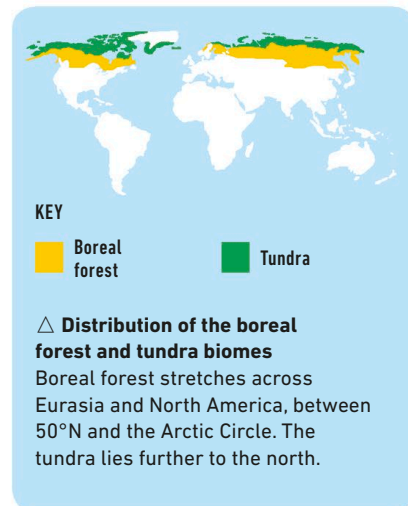 KEY
Boreal
forest
Tundra
△ Distribution of the boreal
forest and tundra biomes
Boreal forest stretches across
Eurasia and North America, between
50°N and the Arctic Circle. The
tundra lies further to the north.